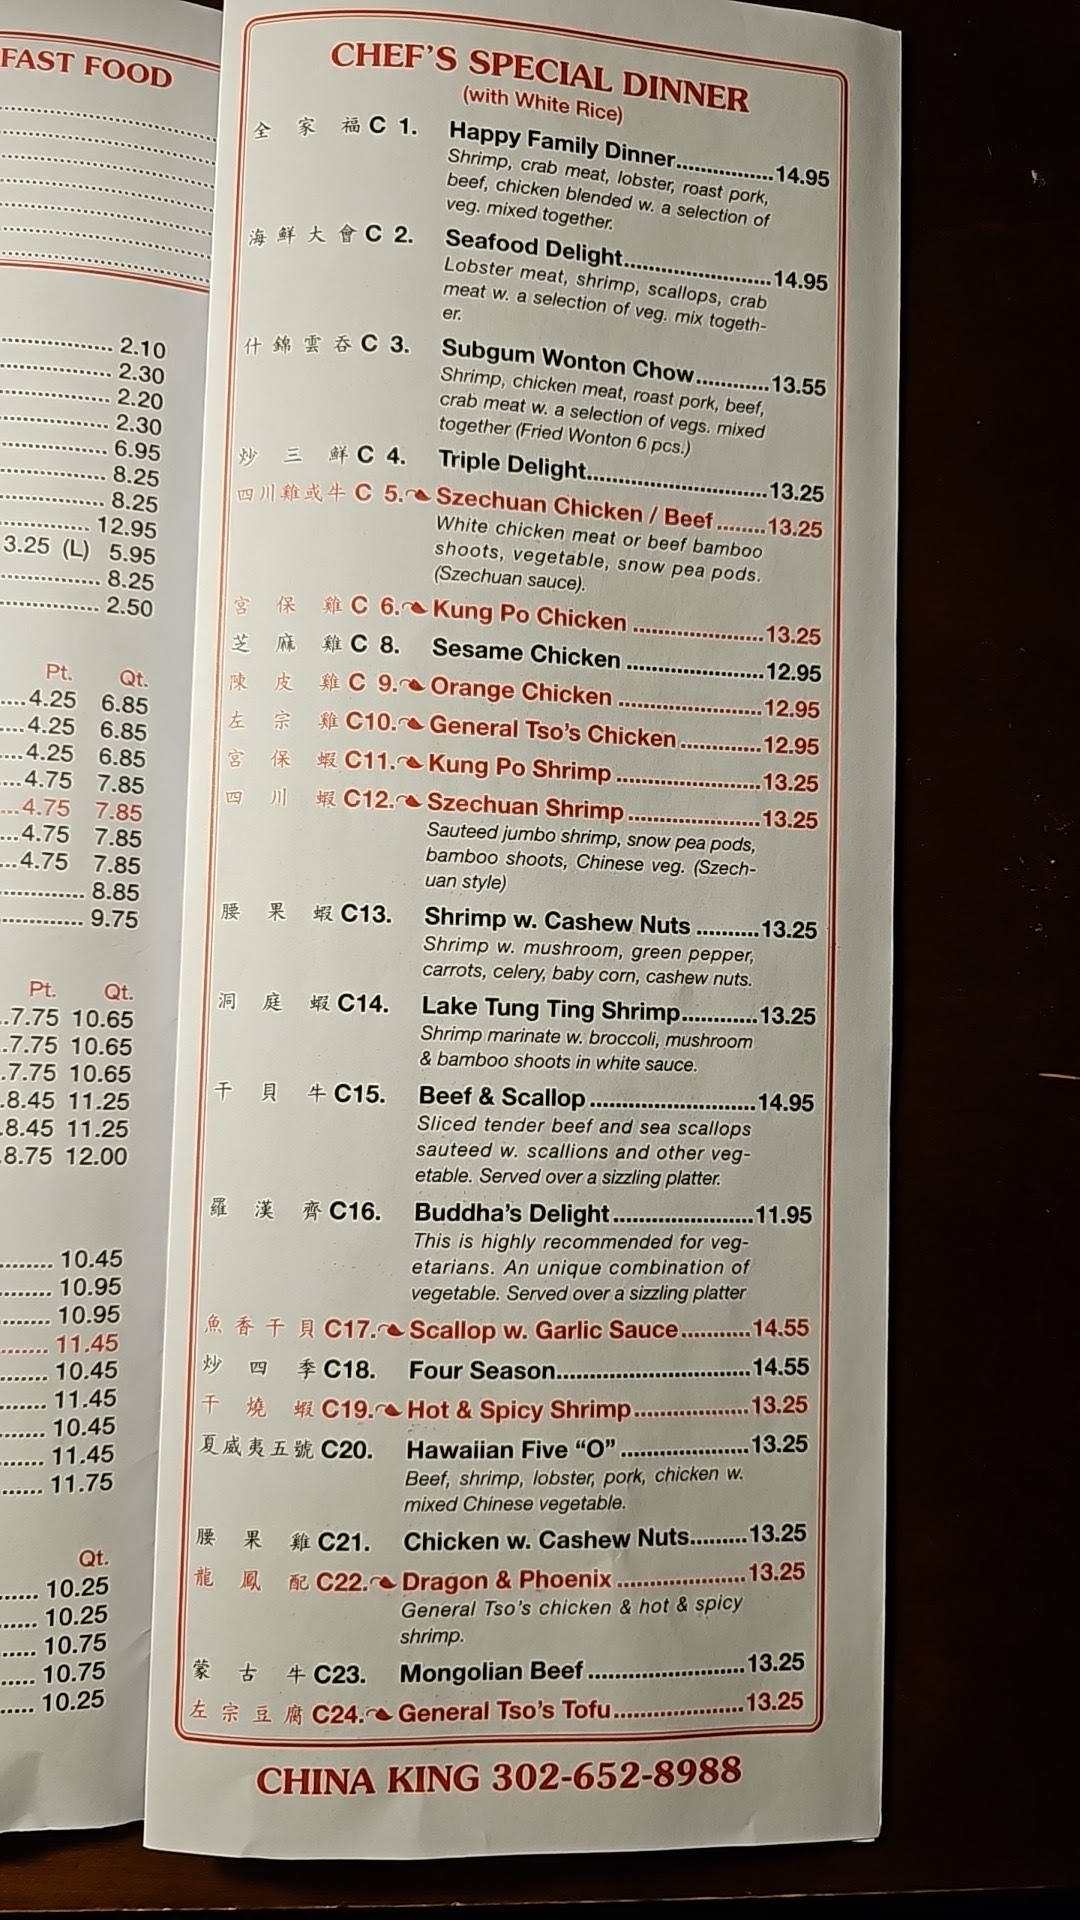 FAST FOOD
2.10
2.30
2.20
2.30
6.95
8.25
8.25
12.95
3.25 (L) 5.95
8.25
2.50
Pt. Qt.
4.25 6.85
4.25 6.85
4.25 6.85
4.75 7.85
4.75 7.85
4.75 7.85
4.75 7.85
8.85
9.75
Pt. Qt.
7.75 10.65
7.75 10.65
7.75 10.65
8.45 11.25
8.45 11.25
8.75 12.00
10.45
10.95
10.95
11.45
10.45
11.45
10.45
11.45
11.75
Qt.
10.25
10.25
10.75
10.75
10.25
CHEF'S SPECIAL DINNER
(with White Rice)
全家福 C 1. Happy Family Dinner 14.95
Shrimp, crab meat, lobster, roast pork,
beef, chicken blended w. a selection of
veg. mixed together.
海鮮大會 C 2. Seafood Delight 14.95
Lobster meat, shrimp, scallops, crab
meat w. a selection of veg. mix togeth-
er.
什錦雲吞 C 3. Subgum Wonton Chow 13.55
Shrimp, chicken meat, roast pork, beef,
crab meat w. a selection of vegs. mixed
together (Fried Wonton 6 pcs.)
炒三鮮 C 4. Triple Delight 13.25
四川雞或牛 C 5. Szechuan Chicken / Beef 13.25
White chicken meat or beef bamboo
shoots, vegetable, snow pea pods.
(Szechuan sauce).
宮保雞 C 6. Kung Po Chicken 13.25
芝麻雞 C 8. Sesame Chicken 12.95
陳皮雞 C 9. Orange Chicken 12.95
左宗雞 C10. General Tso's Chicken 12.95
宮保蝦 C11. Kung Po Shrimp 13.25
四川蝦 C12. Szechuan Shrimp 13.25
Sauteed jumbo shrimp, snow pea pods,
bamboo shoots, Chinese veg. (Szech-
uan style)
腰果蝦 C13. Shrimp w. Cashew Nuts 13.25
Shrimp w. mushroom, green pepper,
carrots, celery, baby corn, cashew nuts.
洞庭蝦 C14. Lake Tung Ting Shrimp 13.25
Shrimp marinate w. broccoli, mushroom
& bamboo shoots in white sauce.
干貝牛 C15. Beef & Scallop 14.95
Sliced tender beef and sea scallops
sauteed w. scallions and other veg-
etable. Served over a sizzling platter.
羅漢齊 C16. Buddha's Delight 11.95
This is highly recommended for veg-
etarians. An unique combination of
vegetable. Served over a sizzling platter
魚香干貝 C17. Scallop w. Garlic Sauce 14.55
炒四季 C18. Four Season 14.55
干燒蝦 C19. Hot & Spicy Shrimp 13.25
夏威夷五號 C20. Hawaiian Five “O” 13.25
Beef, shrimp, lobster, pork, chicken w.
mixed Chinese vegetable.
腰果雞 C21. Chicken w. Cashew Nuts 13.25
龍鳳配 C22. Dragon & Phoenix 13.25
General Tso's chicken & hot & spicy
shrimp.
蒙古牛 C23. Mongolian Beef 13.25
左宗豆腐 C24. General Tso's Tofu 13.25
CHINA KING 302-652-8988